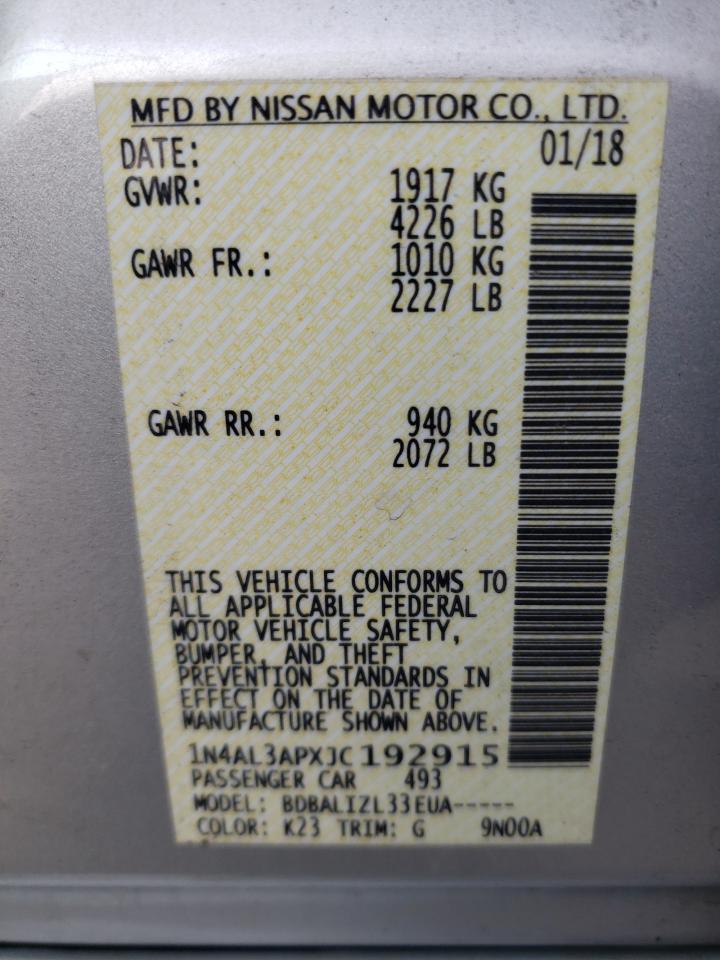 MFD BY NISSAN MOTOR CO., LTD.
DATE: 01/18
GVWR: 1917 KG
4226 LB
GAWR FR.: 1010 KG
2227 LB
GAWR RR.: 940 KG
2072 LB
THIS VEHICLE CONFORMS TO
ALL APPLICABLE FEDERAL
MOTOR VEHICLE SAFETY,
BUMPER, AND THEFT
PREVENTION STANDARDS IN
EFFECT ON THE DATE OF
MANUFACTURE SHOWN ABOVE.
1N4AL3APXJC192915
PASSENGER CAR 493
MODEL: BDBALIZL33EUA-----
COLOR: K23 TRIM: G 9N00A